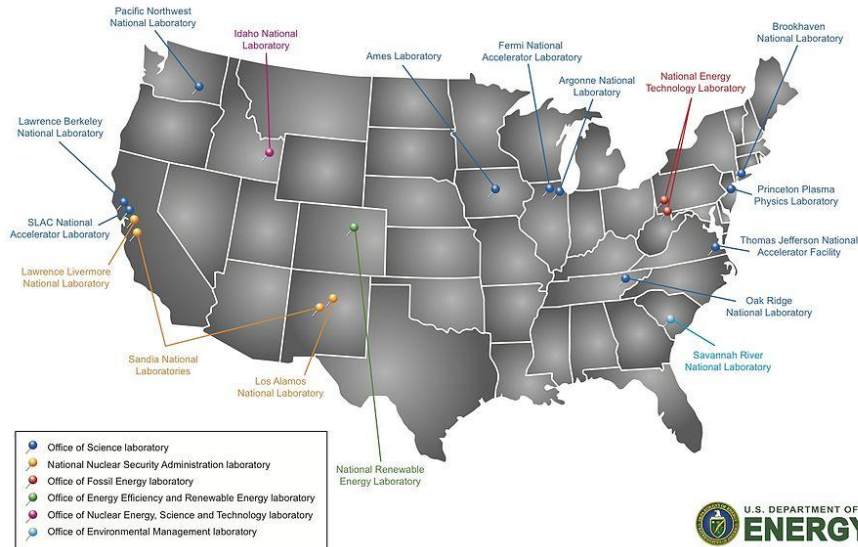 Pacific Northwest
National Laboratory
Idaho National
Laboratory
Ames Laboratory
Fermi National
Accelerator Laboratory
Argonne National
Laboratory
National Energy
Technology Laboratory
Brookhaven
National Laboratory
Lawrence Berkeley
National Laboratory
SLAC National
Accelerator Laboratory
Lawrence Livermore
National Laboratory
Sandia National
Laboratories
Los Alamos
National Laboratory
National Renewable
Energy Laboratory
Princeton Plasma
Physics Laboratory
Thomas Jefferson National
Accelerator Facility
Oak Ridge
National Laboratory
Savannah River
National Laboratory
Office of Science laboratory
National Nuclear Security Administration laboratory
Office of Fossil Energy laboratory
Office of Energy Efficiency and Renewable Energy laboratory
Office of Nuclear Energy, Science and Technology laboratory
Office of Environmental Management laboratory
U.S. DEPARTMENT OF
ENERGY